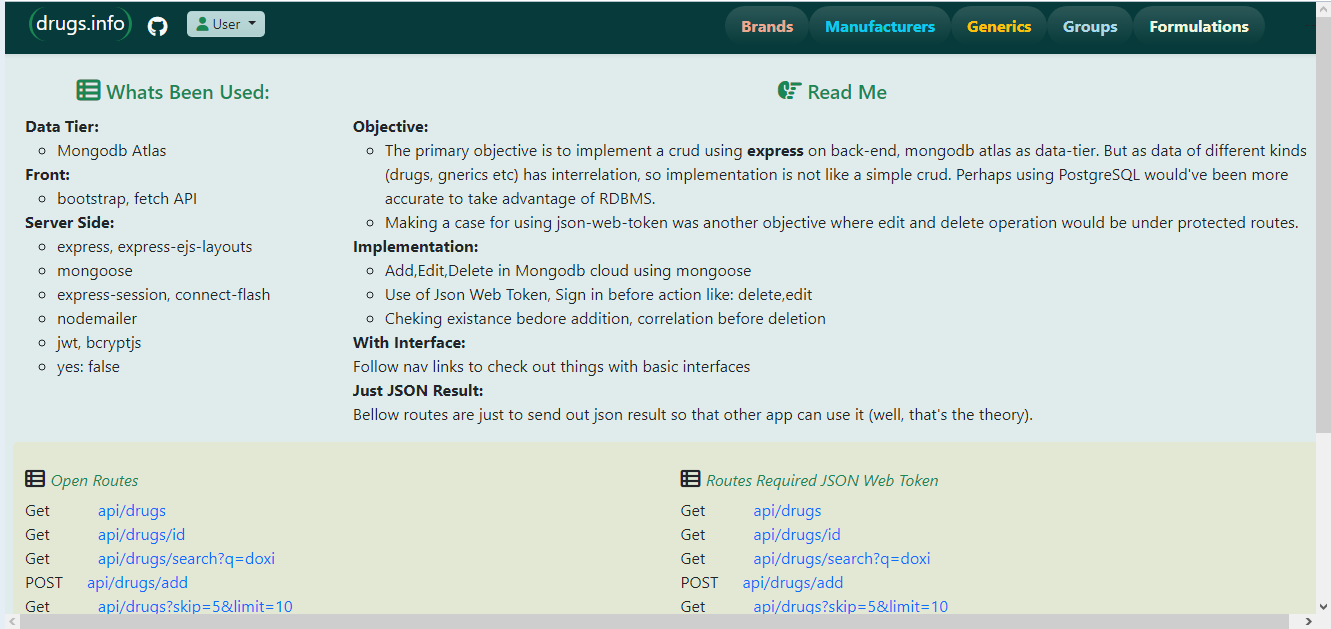 drugs.info User Brands Manufacturers Generics Groups Formulations
Whats Been Used:
Data Tier:
Mongodb Atlas
Front:
bootstrap, fetch API
Server Side:
express, express-ejs-layouts
mongoose
express-session, connect-flash
nodemailer
jwt, bcryptjs
yes: false
Read Me
Objective:
The primary objective is to implement a crud using express on back-end, mongodb atlas as data-tier. But as data of different kinds
(drugs, gnerics etc) has interrelation, so implementation is not like a simple crud. Perhaps using PostgreSQL would've been more
accurate to take advantage of RDBMS.
Making a case for using json-web-token was another objective where edit and delete operation would be under protected routes.
Implementation:
Add,Edit,Delete in Mongodb cloud using mongoose
Use of Json Web Token, Sign in before action like: delete,edit
Cheking existance bedore addition, correlation before deletion
With Interface:
Follow nav links to check out things with basic interfaces
Just JSON Result:
Bellow routes are just to send out json result so that other app can use it (well, that's the theory).
Open Routes
Get api/drugs
Get api/drugs/id
Get api/drugs/search?q=doxi
POST api/drugs/add
Get api/drugs?skip=5&limit=10
Routes Required JSON Web Token
Get api/drugs
Get api/drugs/id
Get api/drugs/search?q=doxi
POST api/drugs/add
Get api/drugs?skip=5&limit=10